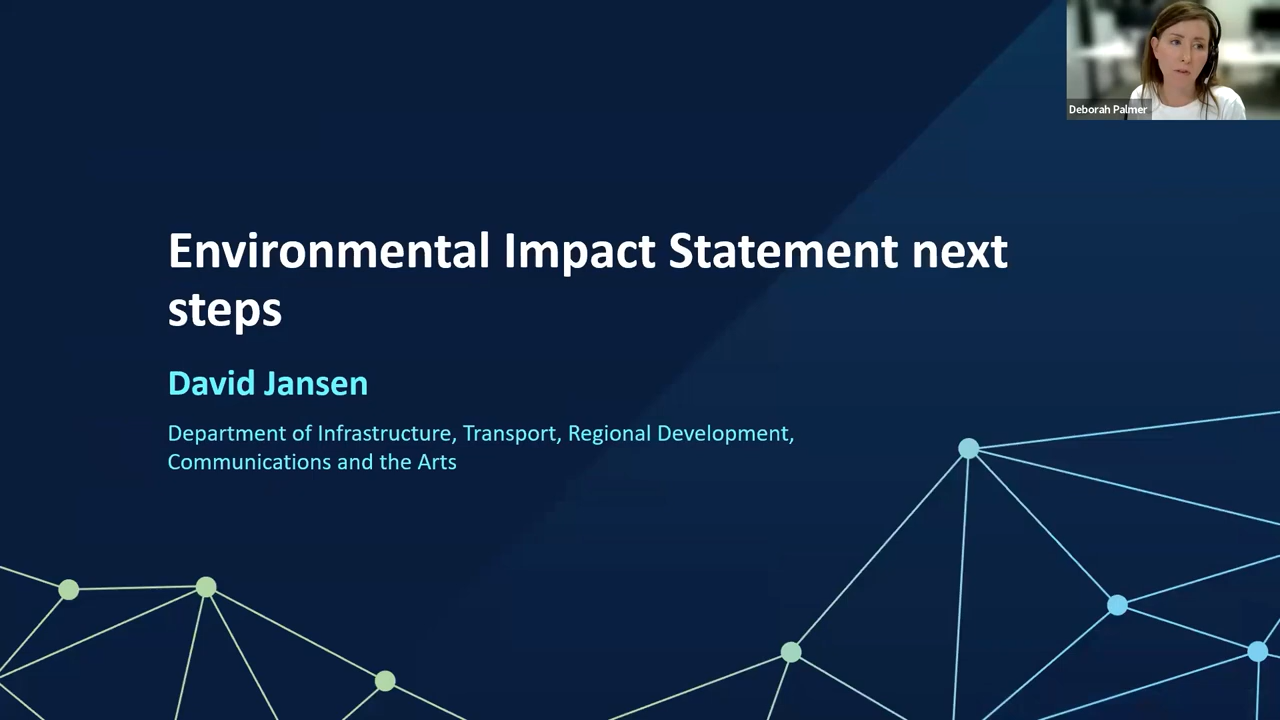 Deborah Palmer
Environmental Impact Statement next
steps
David Jansen
Department of Infrastructure, Transport, Regional Development,
Communications and the Arts